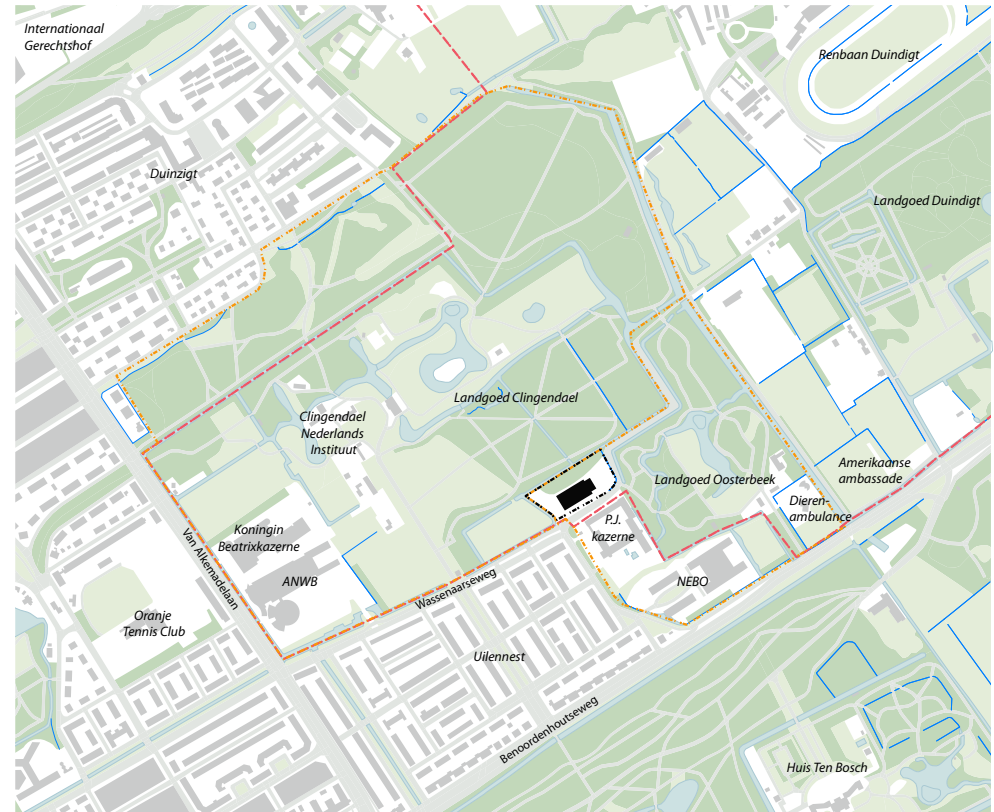 Internationaal
Gerechtshof
Renbaan Duindigt
Duinzigt
Landgoed Duindigt
Landgoed Clingendael
Clingendael
Nederlands
Instituut
Landgoed Oosterbeek
Amerikaanse
ambassade
Dieren-
ambulance
P.J.
kazerne
Koningin
Beatrixkazerne
ANWB
NEBO
Van Alkemadelaan
Wassenaarseweg
Oranje
Tennis Club
Uilennest
Benoordenhoutseweg
Huis Ten Bosch